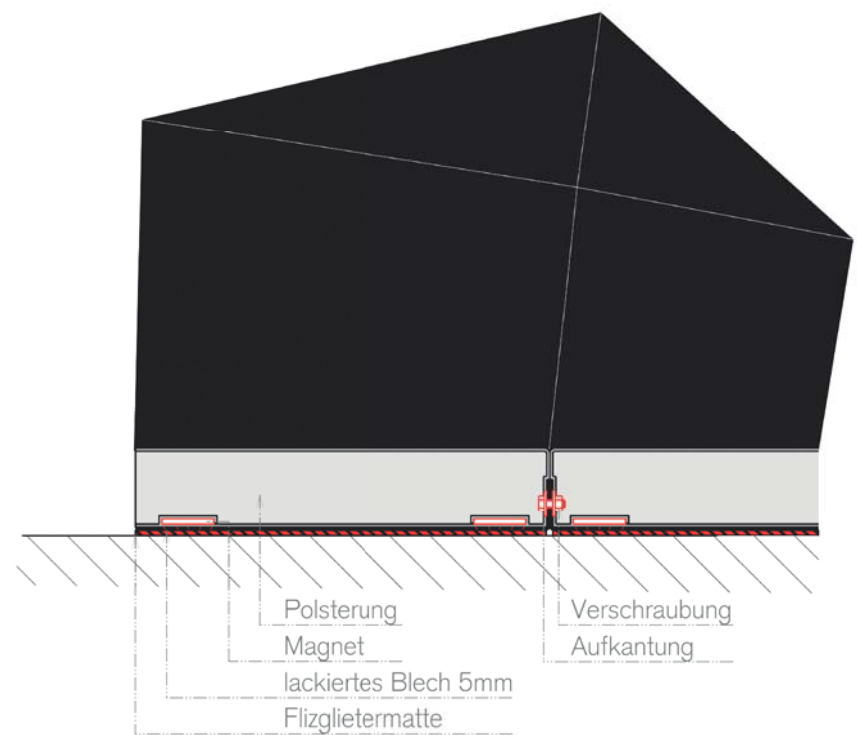 Polsterung
Magnet
lackiertes Blech 5mm
Flizglietermatte
Verschraubung
Aufkantung